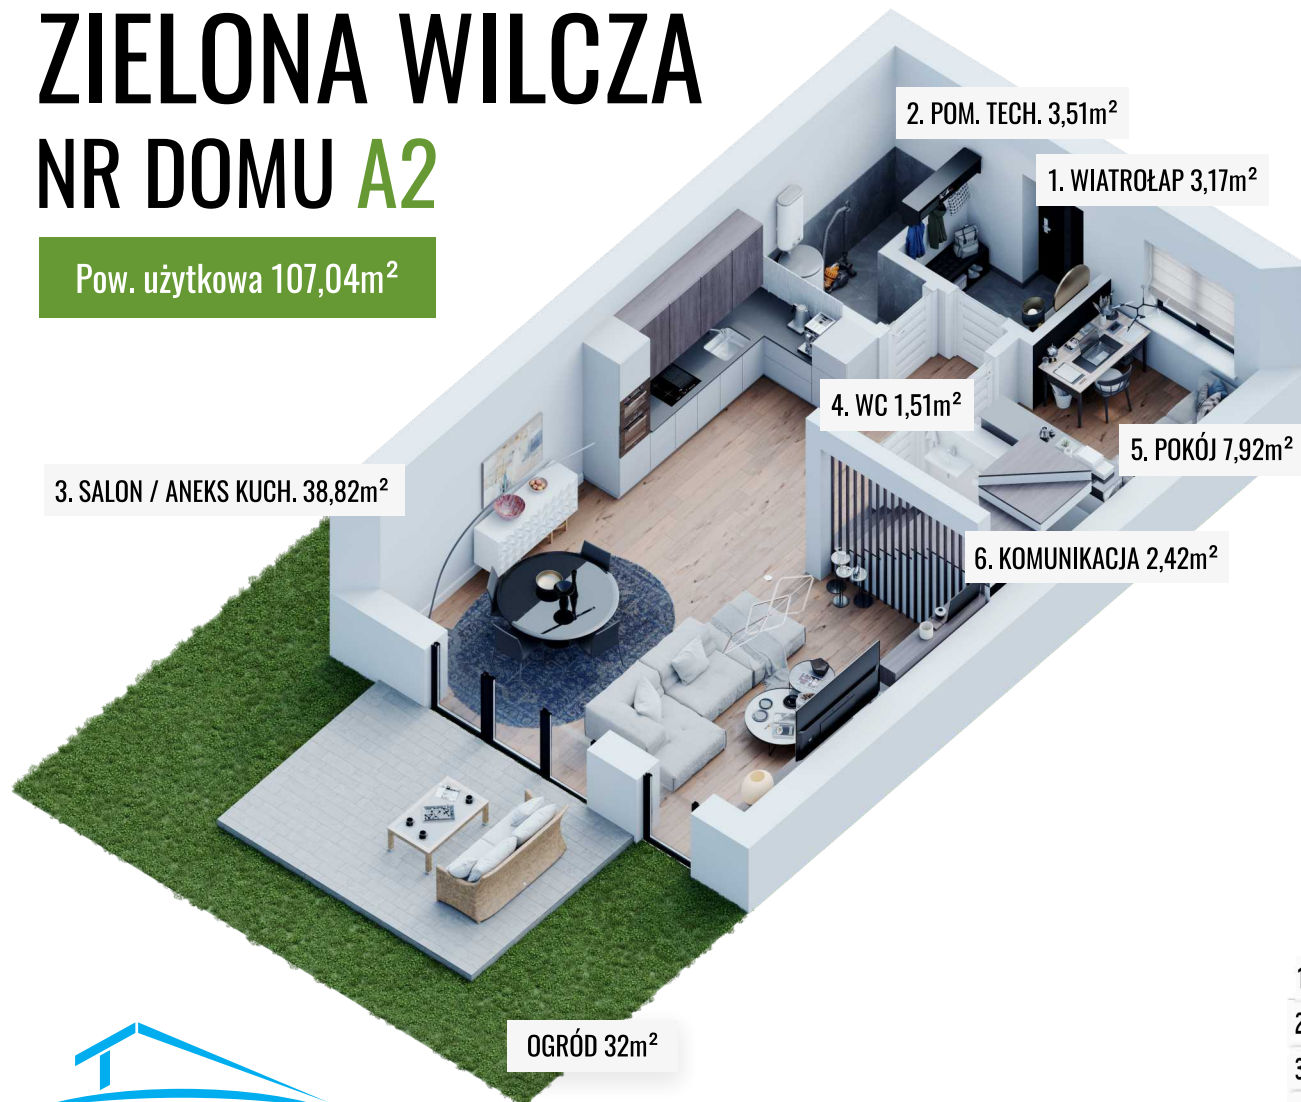 ZIELONA WILCZA
NR DOMU A2
Pow. użytkowa 107,04m²
2. POM. TECH. 3,51m²
1. WIATROŁAP 3,17m²
4. WC 1,51m²
5. POKÓJ 7,92m²
3. SALON / ANEKS KUCH. 38,82m²
6. KOMUNIKACJA 2,42m²
OGRÓD 32m²